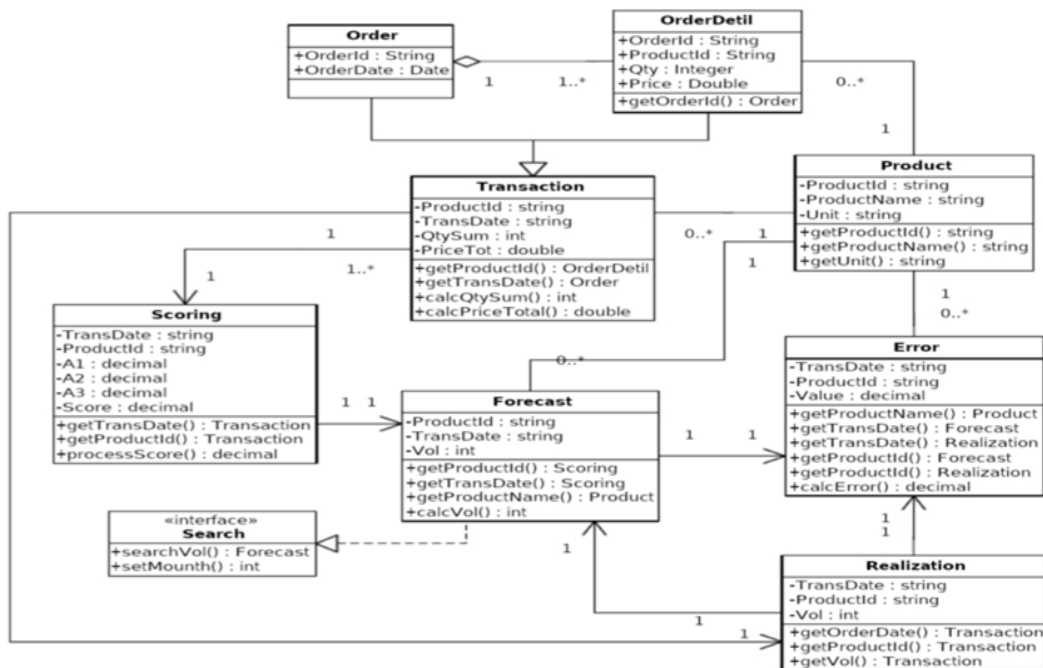 Order
+OrderId : String
+OrderDate : Date
1
1..*
OrderDetil
+OrderId : String
+ProductId : String
+Qty : Integer
+Price : Double
+getOrderId() : Order
0..*
1
Product
-ProductId : string
-ProductName : string
-Unit : string
+getProductId() : string
+getProductName() : string
+getUnit() : string
Transaction
-ProductId : string
-TransDate : string
-QtySum : int
-PriceTot : double
+getProductId() : OrderDetil
+getTransDate() : Order
+calcQtySum() : int
+calcPriceTotal() : double
0..*
1
1
1
1..*
1
1
0..*
Scoring
-TransDate : string
-ProductId : string
-A1 : decimal
-A2 : decimal
-A3 : decimal
-Score : decimal
+getTransDate() : Transaction
+getProductId() : Transaction
+processScore() : decimal
1 1
0..*
Forecast
-ProductId : string
-TransDate : string
-Vol : int
+getProductId() : Scoring
+getTransDate() : Scoring
+getProductName() : Product
+calcVol() : int
1
1
Error
-TransDate : string
-ProductId : string
-Value : decimal
+getProductName() : Product
+getTransDate() : Forecast
+getTransDate() : Realization
+getProductId() : Forecast
+getProductId() : Realization
+calcError() : decimal
«interface»
Search
+searchVol() : Forecast
+setMounth() : int
1
1
1
1
1
Realization
-TransDate : string
-ProductId : string
-Vol : int
+getOrderDate() : Transaction
+getProductId() : Transaction
+getVol() : Transaction